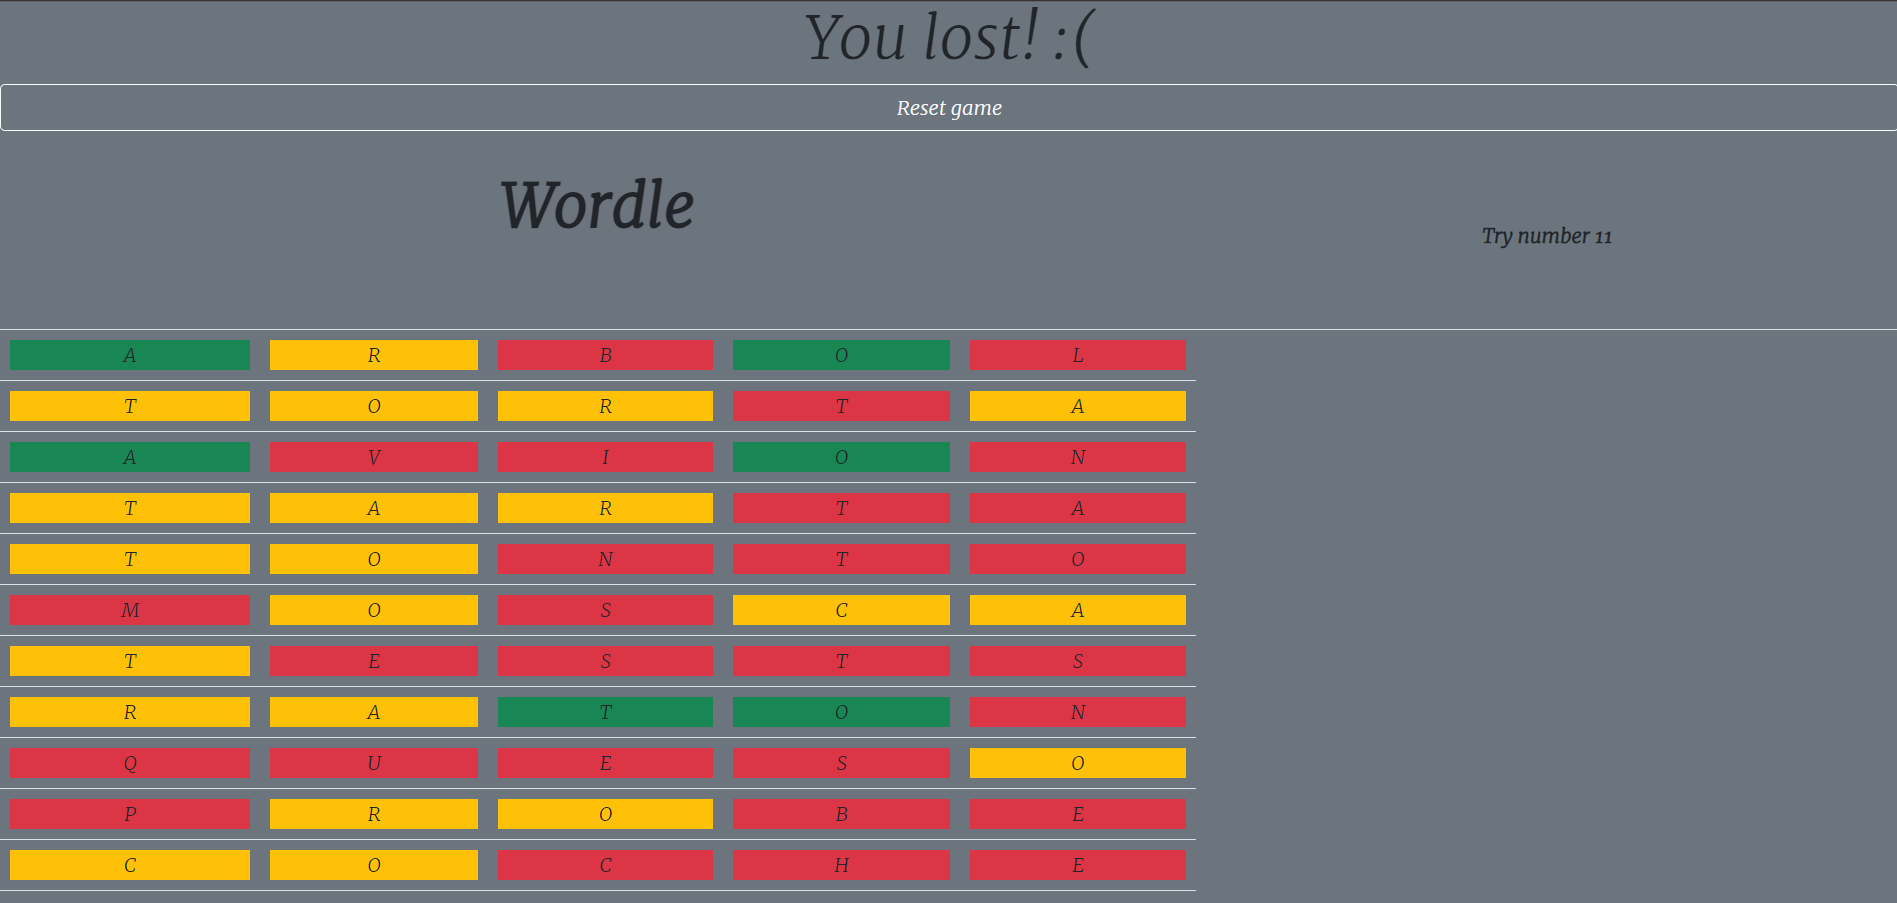 You lost! :(
Reset game
Wordle
Try number 11
A R B O L
T O R T A
A V I O N
T A R T A
T O N T O
M O S C A
T E S T S
R A T O N
Q U E S O
P R O B E
C O C H E